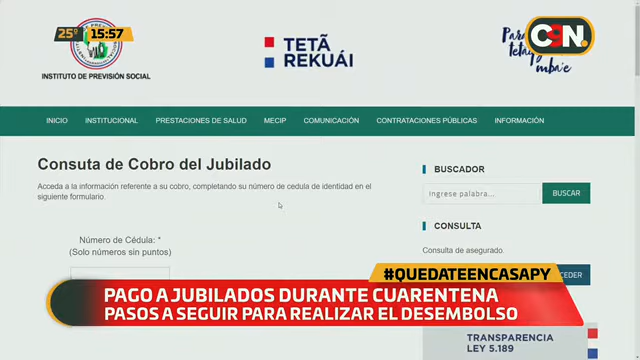 25° 15:57
INSTITUTO DE PREVISIÓN SOCIAL
TETÃ
REKUÁI
C9N.
INICIO INSTITUCIONAL PRESTACIONES DE SALUD MECIP COMUNICACIÓN CONTRATACIONES PÚBLICAS INFORMACIÓN
Consuta de Cobro del Jubilado
Acceda a la información referente a su cobro, completando su número de cedula de identidad en el
siguiente formulario.
Número de Cédula: *
(Solo números sin puntos)
BUSCADOR
Ingrese palabra...
BUSCAR
CONSULTA
Consulta de asegurado.
#QUEDATEENCASAPY
PAGO A JUBILADOS DURANTE CUARENTENA
PASOS A SEGUIR PARA REALIZAR EL DESEMBOLSO
TRANSPARENCIA
LEY 5.189